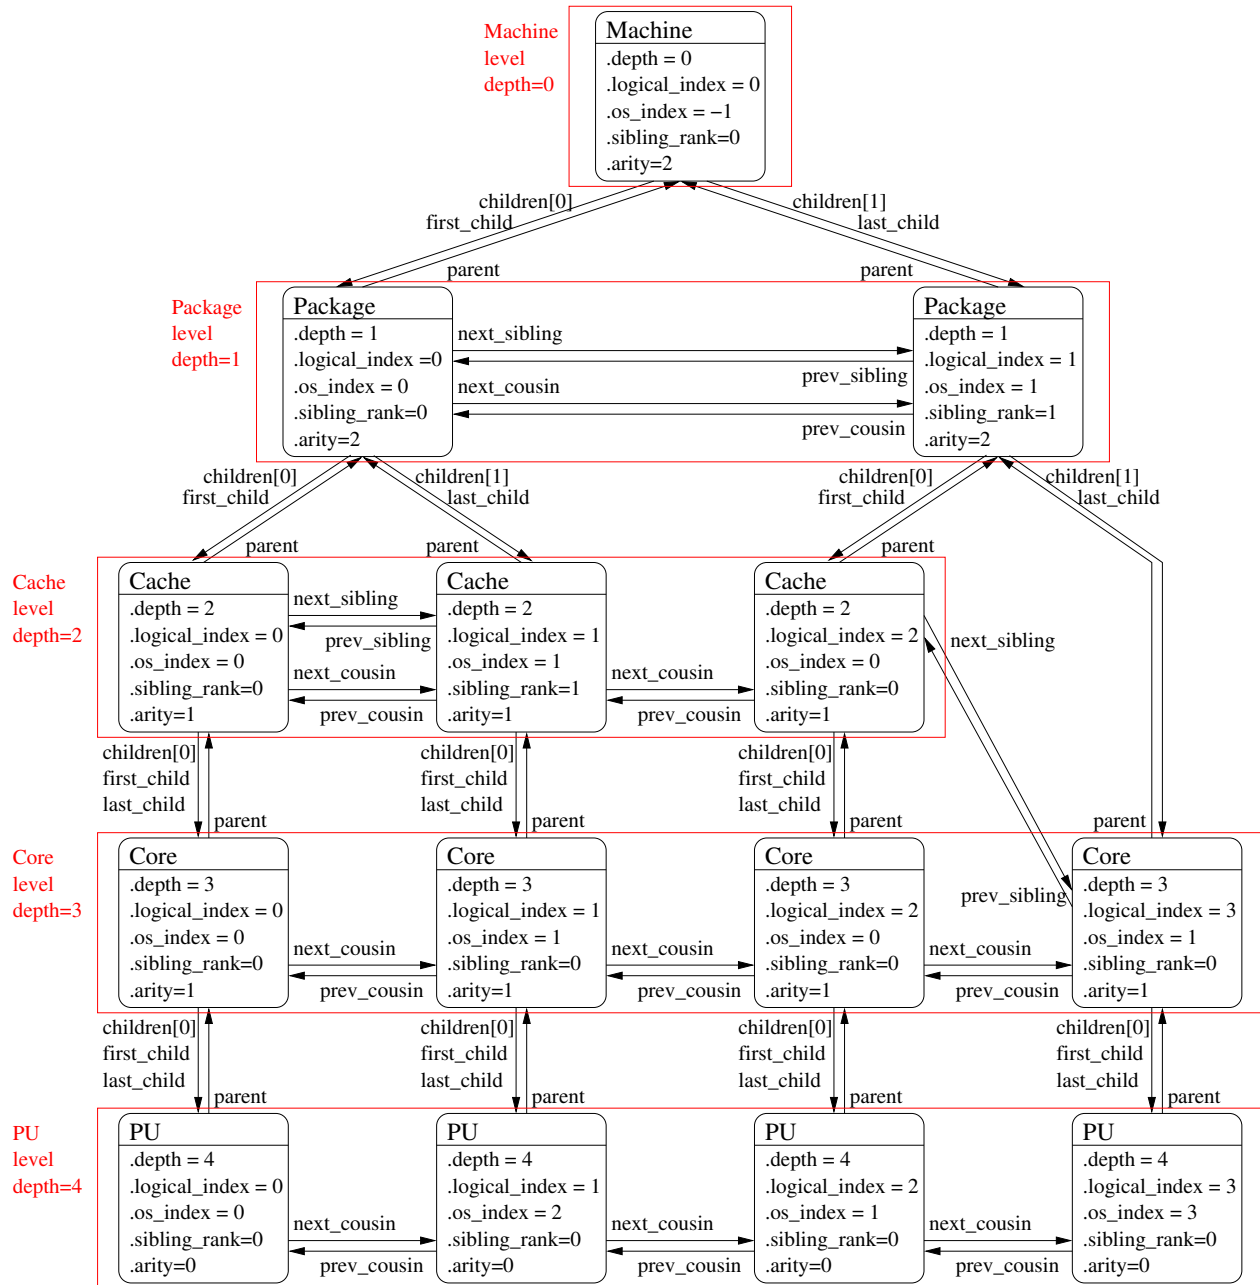 Machine
level
depth=0
Machine
.depth = 0
.logical_index = 0
.os_index = −1
.sibling_rank=0
.arity=2
children[0]
first_child
children[1]
last_child
parent
parent
Package
level
depth=1
Package
.depth = 1
.logical_index =0
.os_index = 0
.sibling_rank=0
.arity=2
next_sibling
prev_sibling
next_cousin
prev_cousin
Package
.depth = 1
.logical_index = 1
.os_index = 1
.sibling_rank=1
.arity=2
children[0]
first_child
children[1]
last_child
children[0]
first_child
children[1]
last_child
parent
parent
parent
Cache
level
depth=2
Cache
.depth = 2
.logical_index = 0
.os_index = 0
.sibling_rank=0
.arity=1
next_sibling
prev_sibling
next_cousin
prev_cousin
Cache
.depth = 2
.logical_index = 1
.os_index = 1
.sibling_rank=1
.arity=1
next_cousin
prev_cousin
Cache
.depth = 2
.logical_index = 2
.os_index = 0
.sibling_rank=0
.arity=1
next_sibling
prev_sibling
children[0]
first_child
last_child
parent
children[0]
first_child
last_child
parent
children[0]
first_child
last_child
parent
parent
Core
level
depth=3
Core
.depth = 3
.logical_index = 0
.os_index = 0
.sibling_rank=0
.arity=1
next_cousin
prev_cousin
Core
.depth = 3
.logical_index = 1
.os_index = 1
.sibling_rank=0
.arity=1
next_cousin
prev_cousin
Core
.depth = 3
.logical_index = 2
.os_index = 0
.sibling_rank=0
.arity=1
next_cousin
prev_cousin
Core
.depth = 3
.logical_index = 3
.os_index = 1
.sibling_rank=0
.arity=1
children[0]
first_child
last_child
parent
children[0]
first_child
last_child
parent
children[0]
first_child
last_child
parent
children[0]
first_child
last_child
parent
PU
level
depth=4
PU
.depth = 4
.logical_index = 0
.os_index = 0
.sibling_rank=0
.arity=0
next_cousin
prev_cousin
PU
.depth = 4
.logical_index = 1
.os_index = 2
.sibling_rank=0
.arity=0
next_cousin
prev_cousin
PU
.depth = 4
.logical_index = 2
.os_index = 1
.sibling_rank=0
.arity=0
next_cousin
prev_cousin
PU
.depth = 4
.logical_index = 3
.os_index = 3
.sibling_rank=0
.arity=0